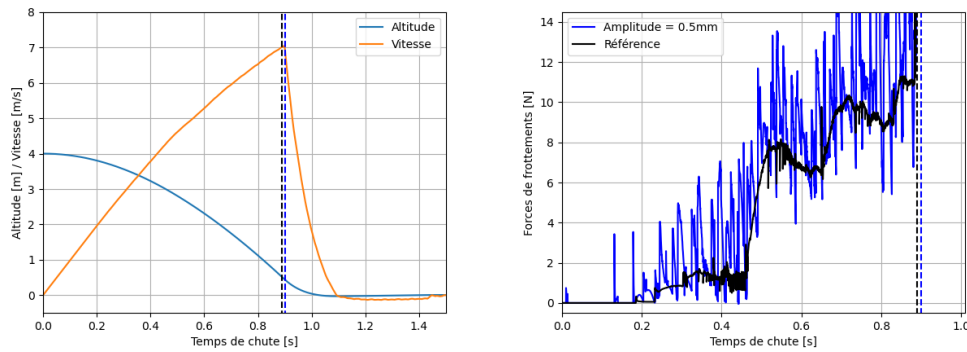 8
7
6
5
4
3
2
1
0
Altitude [m] / Vitesse [m/s]
Altitude
Vitesse
0.0 0.2 0.4 0.6 0.8 1.0 1.2 1.4
Temps de chute [s]
14
12
10
8
6
4
2
0
Forces de frottements [N]
Amplitude = 0.5mm
Référence
0.0 0.2 0.4 0.6 0.8 1.0
Temps de chute [s]